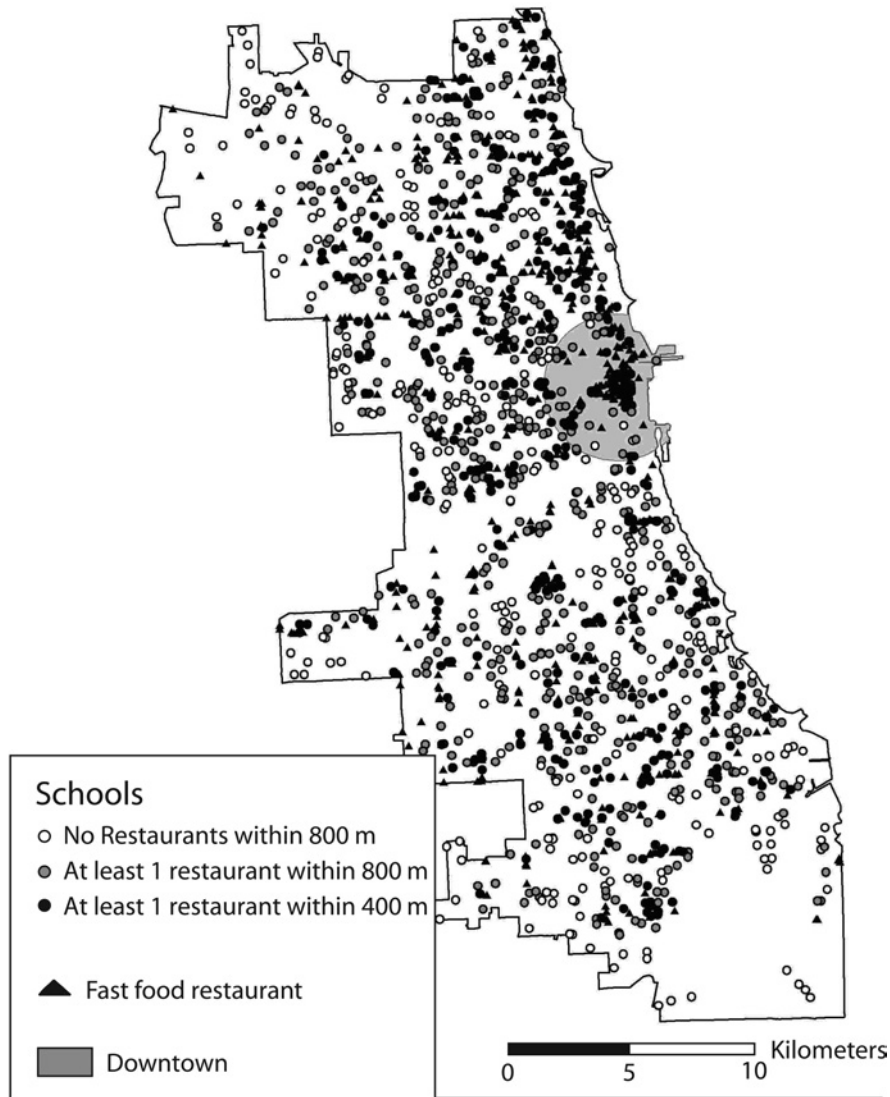 Schools
No Restaurants within 800 m
At least 1 restaurant within 800 m
At least 1 restaurant within 400 m
Fast food restaurant
Downtown
Kilometers
0 5 10